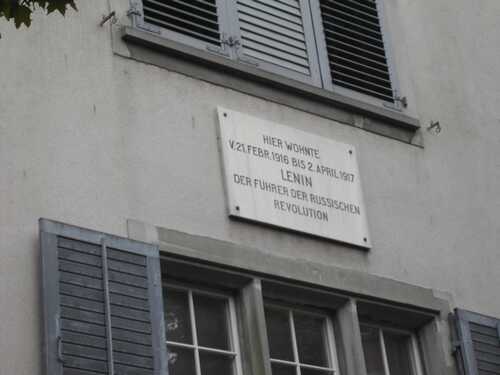 HIER WOHNTE
V. 21. FEBR. 1916 BIS 2. APRIL 1917
LENIN
DER FÜHRER DER RUSSISCHEN
REVOLUTION